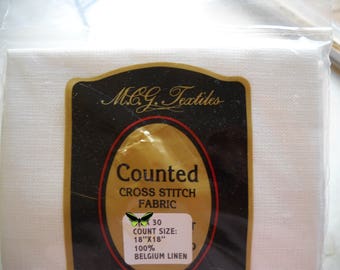 M.C.G. Textiles
Counted
CROSS STITCH
FABRIC
30
COUNT SIZE:
18"X18"
100%
BELGIUM LINEN